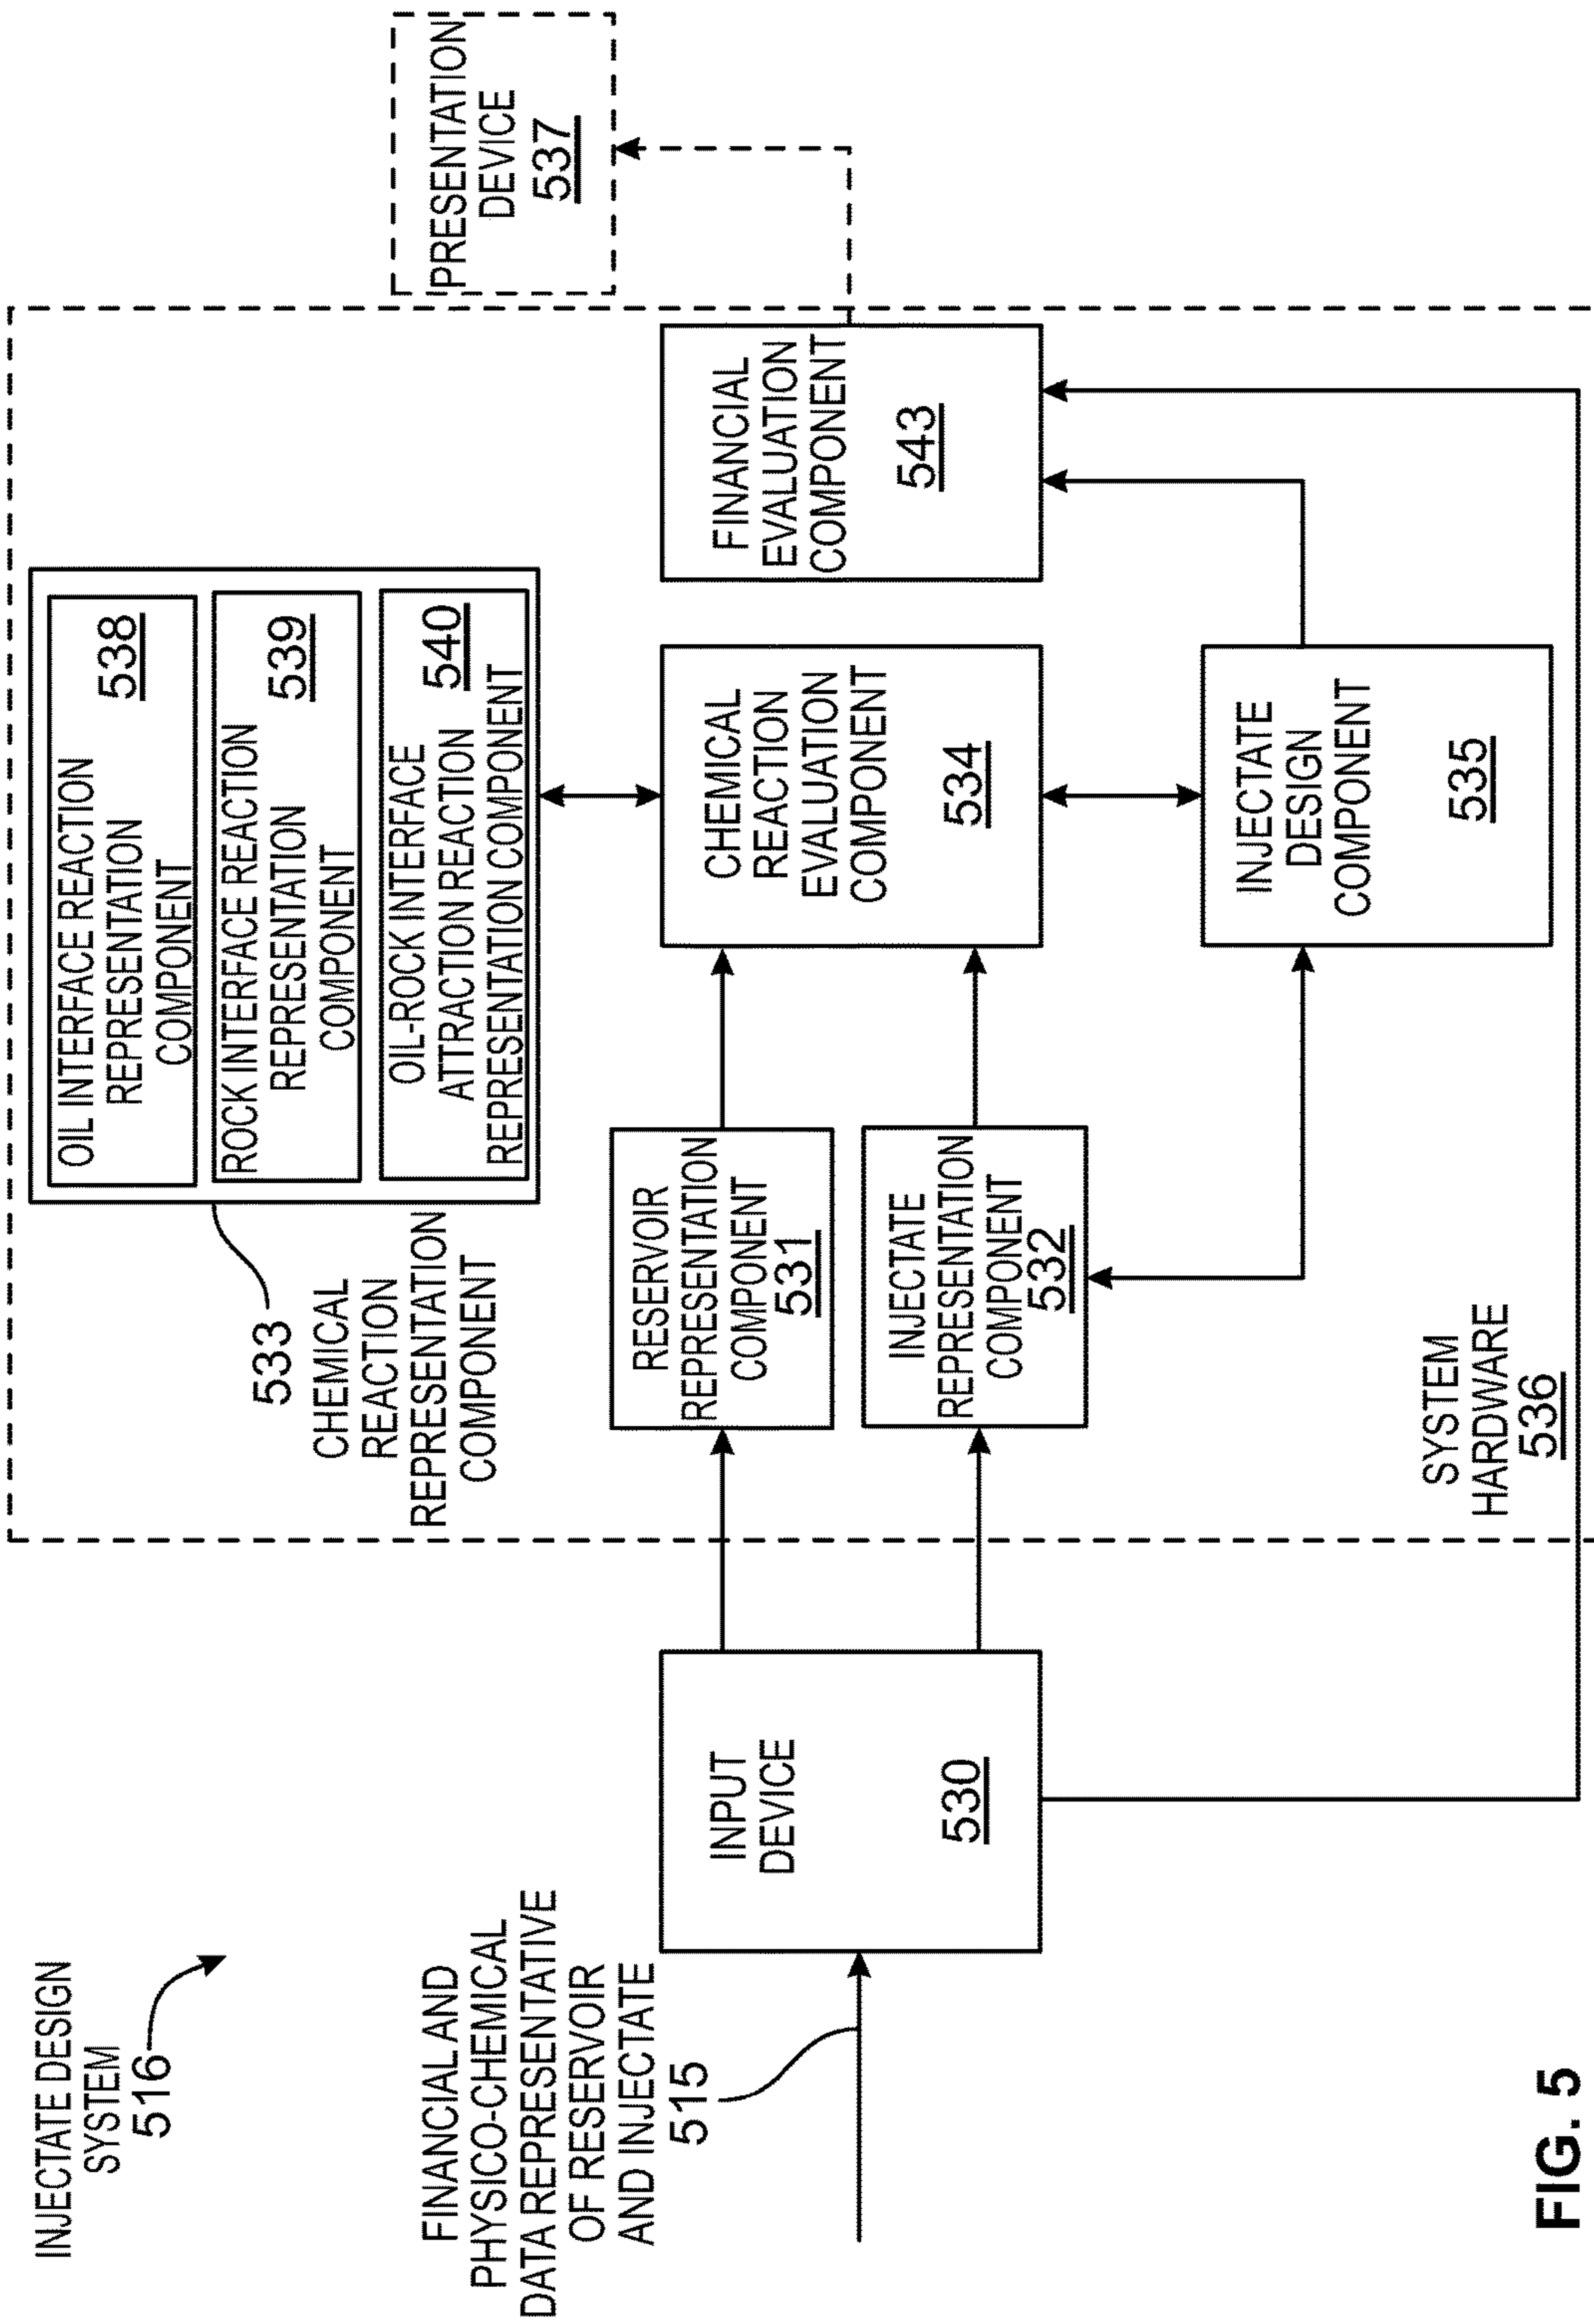 INJECTATE DESIGN
SYSTEM
516
FINANCIAL AND
PHYSICO-CHEMICAL
DATA REPRESENTATIVE
OF RESERVOIR
AND INJECTATE
515
INPUT
DEVICE
530
533
CHEMICAL
REACTION
REPRESENTATION
COMPONENT
OIL INTERFACE REACTION
REPRESENTATION
COMPONENT
538
ROCK INTERFACE REACTION
REPRESENTATION
COMPONENT
539
OIL-ROCK INTERFACE
ATTRACTION REACTION
REPRESENTATION COMPONENT
540
RESERVOIR
REPRESENTATION
COMPONENT
531
INJECTATE
REPRESENTATION
COMPONENT
532
CHEMICAL
REACTION
EVALUATION
COMPONENT
534
INJECTATE
DESIGN
COMPONENT
535
FINANCIAL
EVALUATION
COMPONENT
543
PRESENTATION
DEVICE
537
SYSTEM
HARDWARE
536
FIG. 5